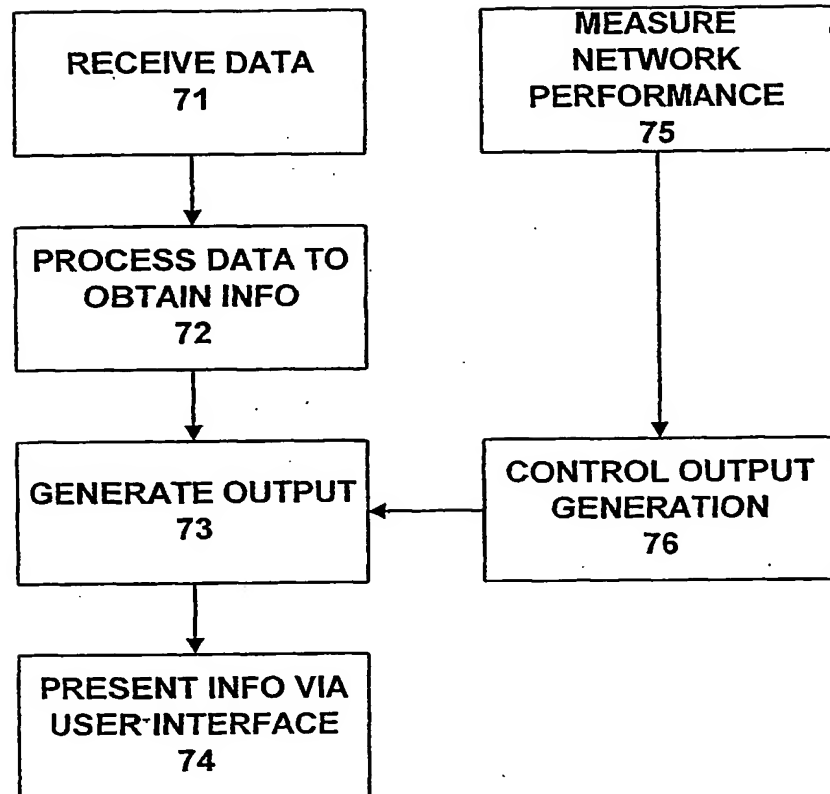 RECEIVE DATA
71
MEASURE
NETWORK
PERFORMANCE
75
PROCESS DATA TO
OBTAIN INFO
72
GENERATE OUTPUT
73
CONTROL OUTPUT
GENERATION
76
PRESENT INFO VIA
USER-INTERFACE
74